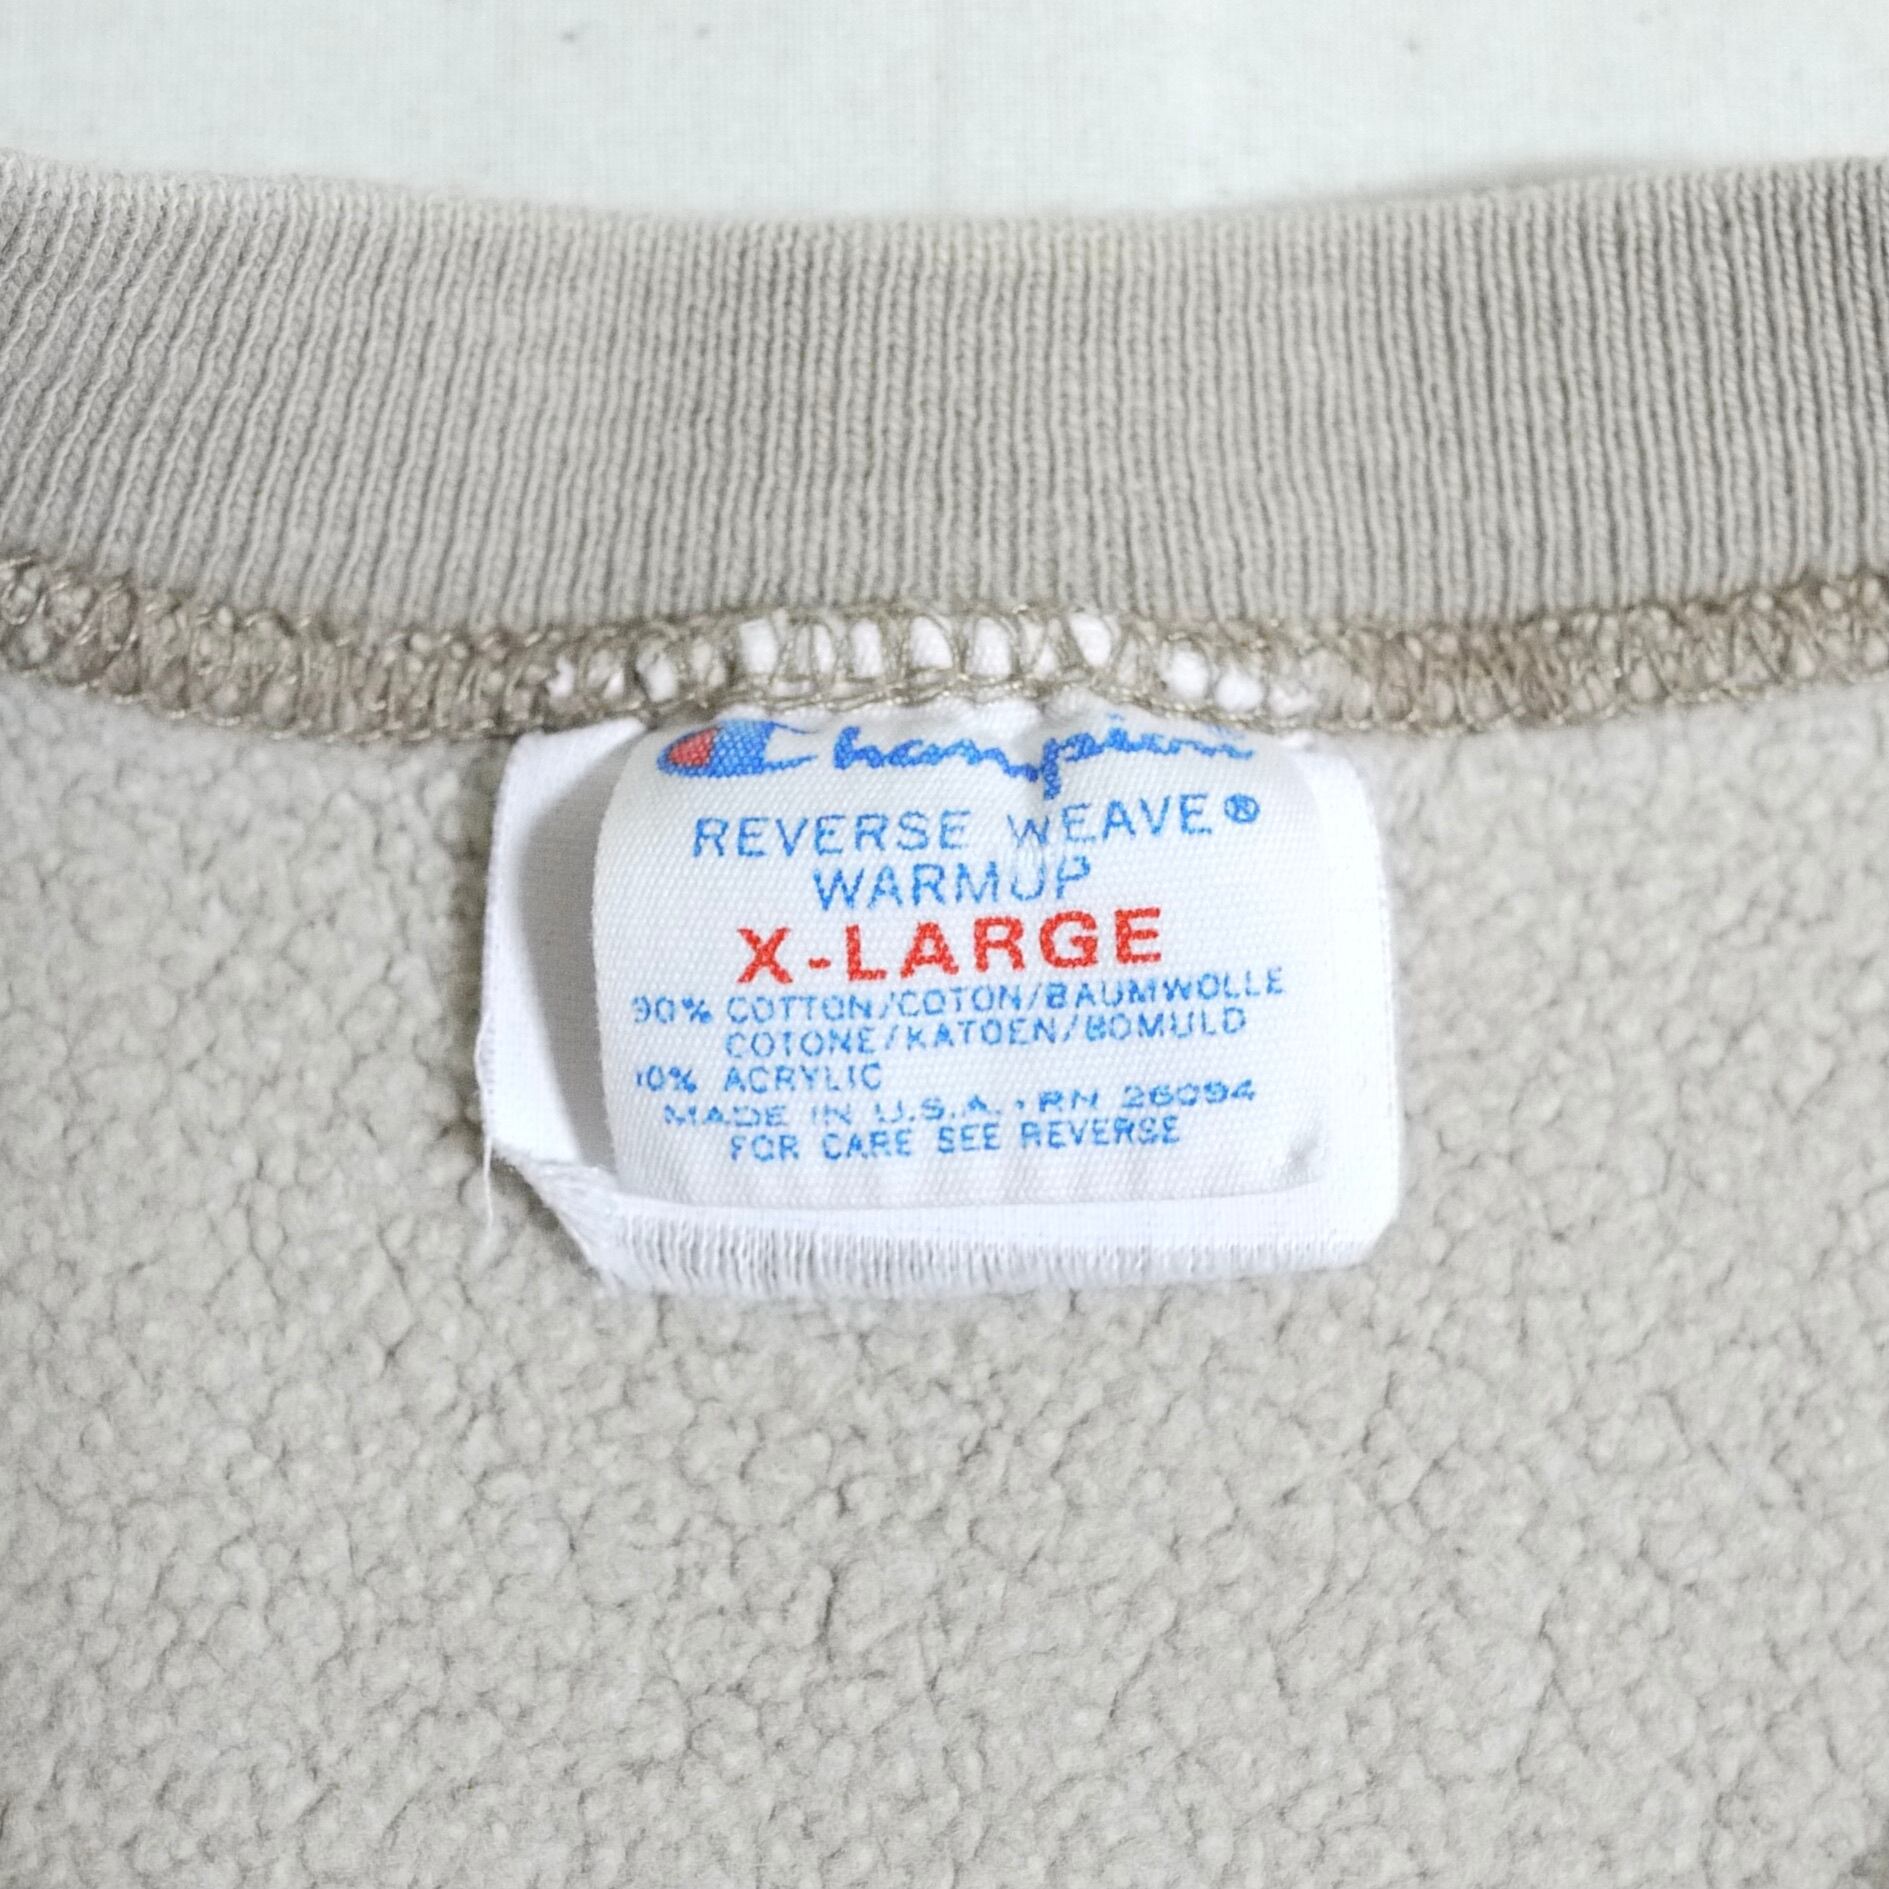 Champion
REVERSE WEAVE®
WARMUP
X-LARGE
90% COTTON/COTON/BAUMWOLLE
COTONE/KATOEN/BOMULD
10% ACRYLIC
MADE IN U.S.A. · RN 26094
FOR CARE SEE REVERSE